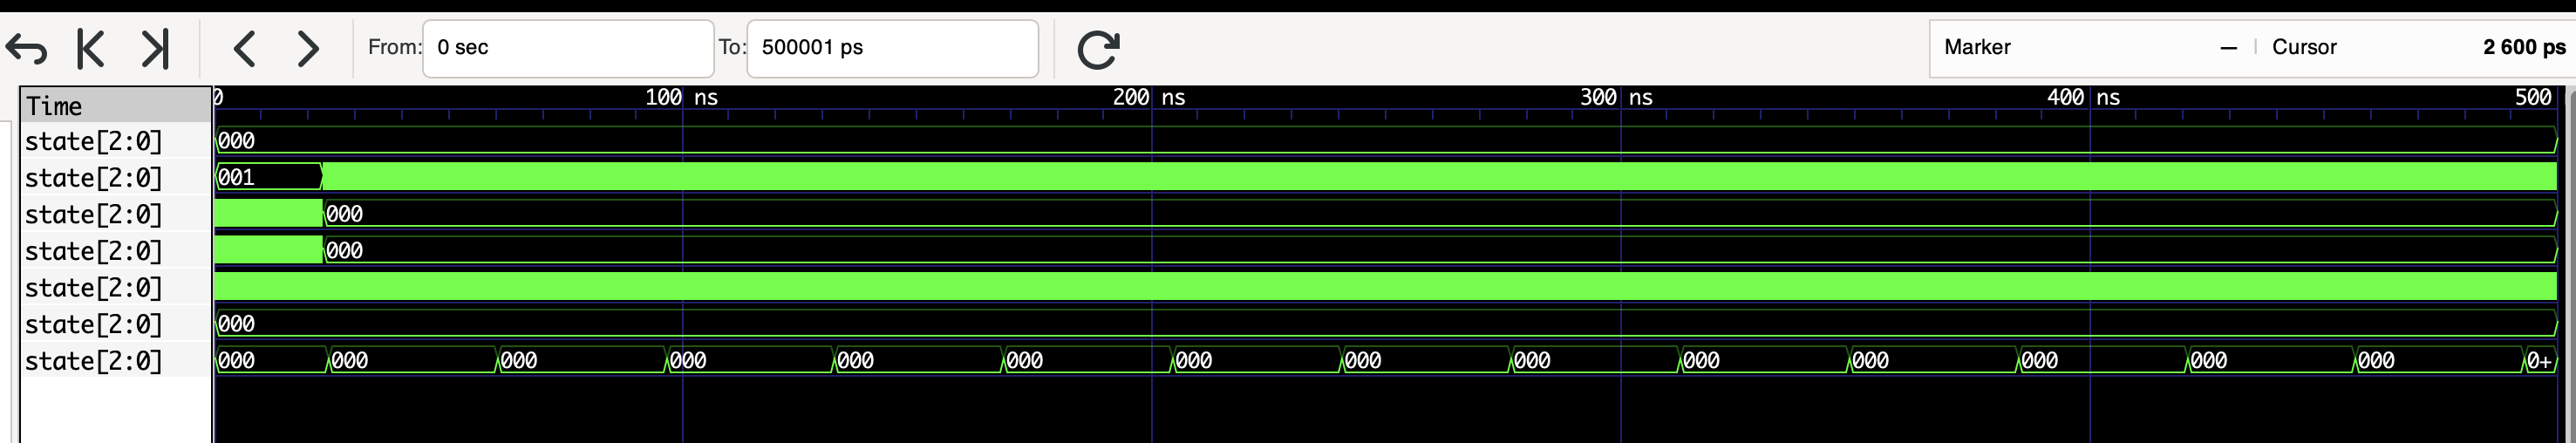 From: 0 sec To: 500001 ps Marker – | Cursor 2 600 ps
Time 0 100 ns 200 ns 300 ns 400 ns 500
state[2:0] 000
state[2:0] 001
state[2:0] 000
state[2:0] 000
state[2:0]
state[2:0] 000
state[2:0] 000 000 000 000 000 000 000 000 000 000 000 000 000 000 0+